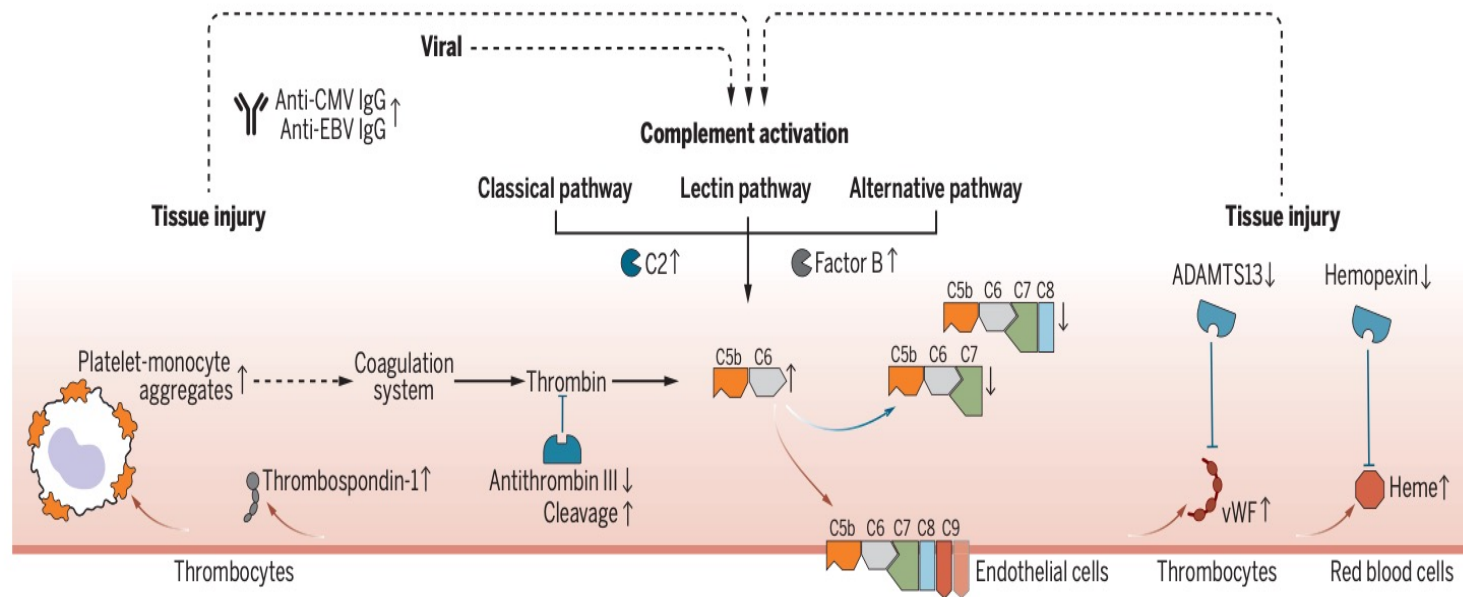 Viral
Anti-CMV IgG ↑
Anti-EBV IgG
Complement activation
Classical pathway
Lectin pathway
Alternative pathway
Tissue injury
Tissue injury
C2↑
Factor B↑
ADAMTS13↓
Hemopexin↓
C5b C6 C7 C8
↓
Platelet-monocyte
aggregates ↑
Coagulation
system
Thrombin
C5b C6
↑
C5b C6 C7
↓
Thrombospondin-1↑
Antithrombin III ↓
Cleavage ↑
vWF↑
Heme↑
C5b C6 C7 C8 C9
Thrombocytes
Endothelial cells
Thrombocytes
Red blood cells